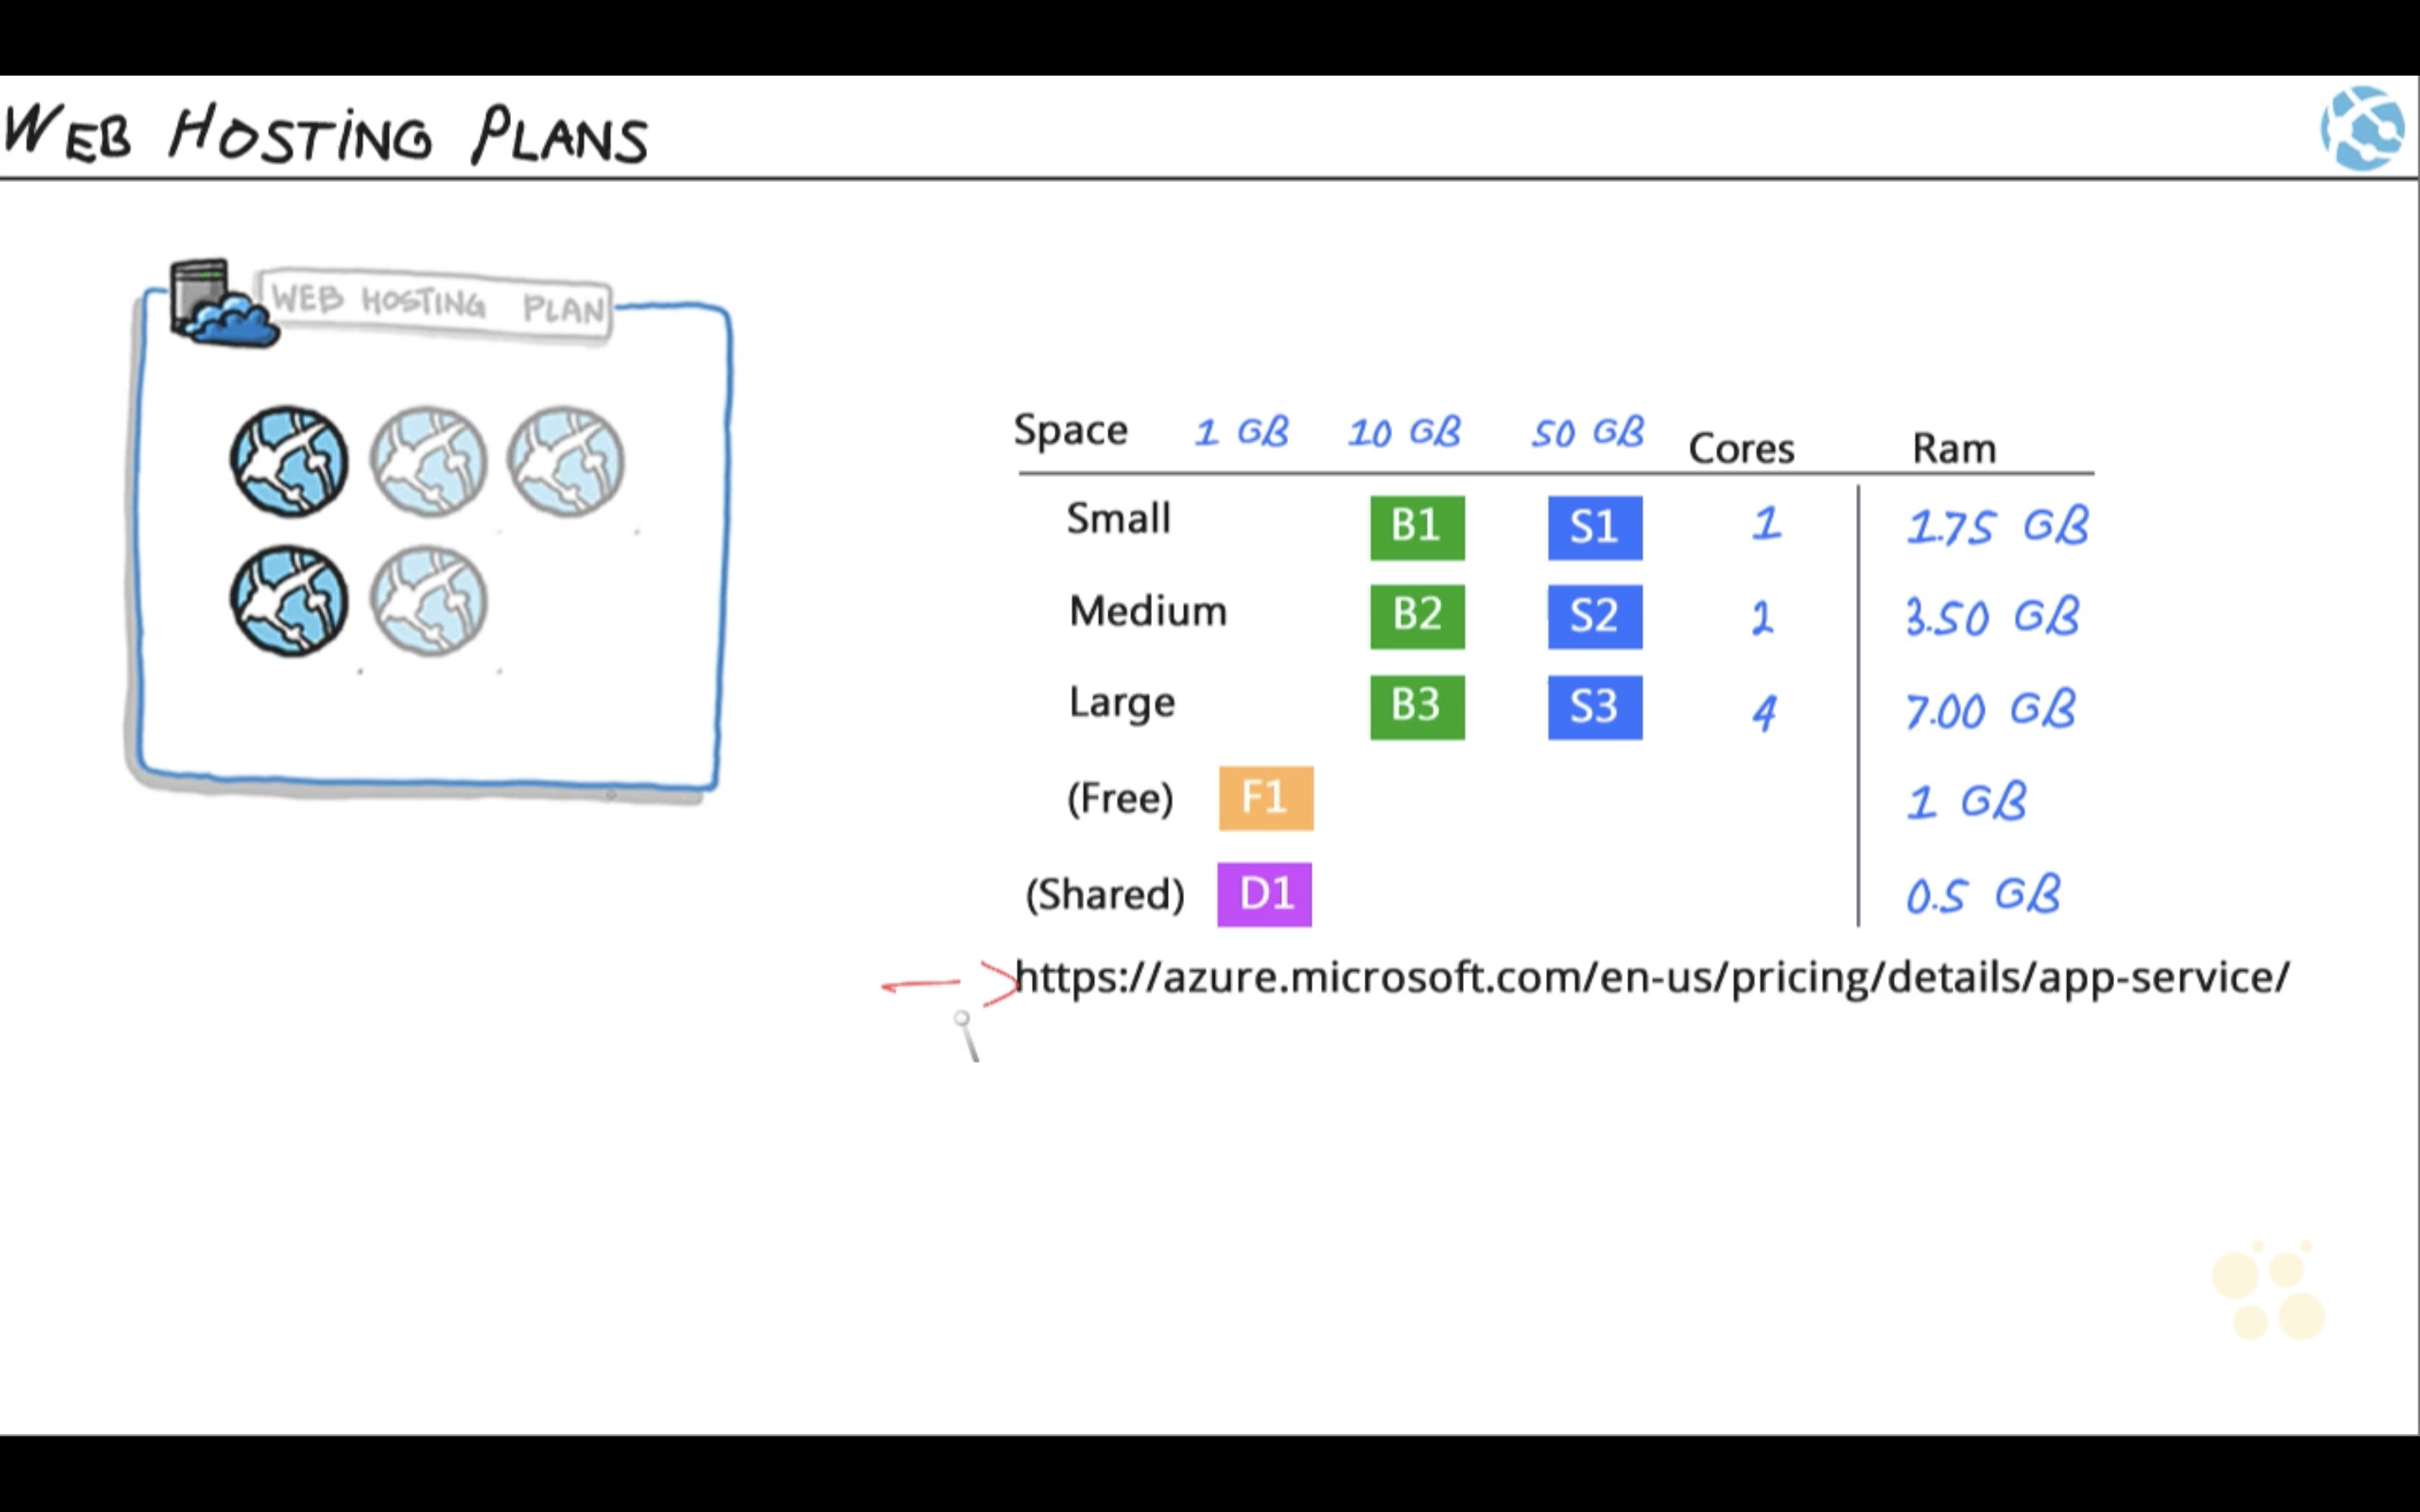 WEB HOSTING PLANS
WEB HOSTING PLAN
Space 1 GB 10 GB 50 GB Cores Ram
Small B1 S1 1 1.75 GB
Medium B2 S2 2 3.50 GB
Large B3 S3 4 7.00 GB
(Free) F1 1 GB
(Shared) D1 0.5 GB
https://azure.microsoft.com/en-us/pricing/details/app-service/